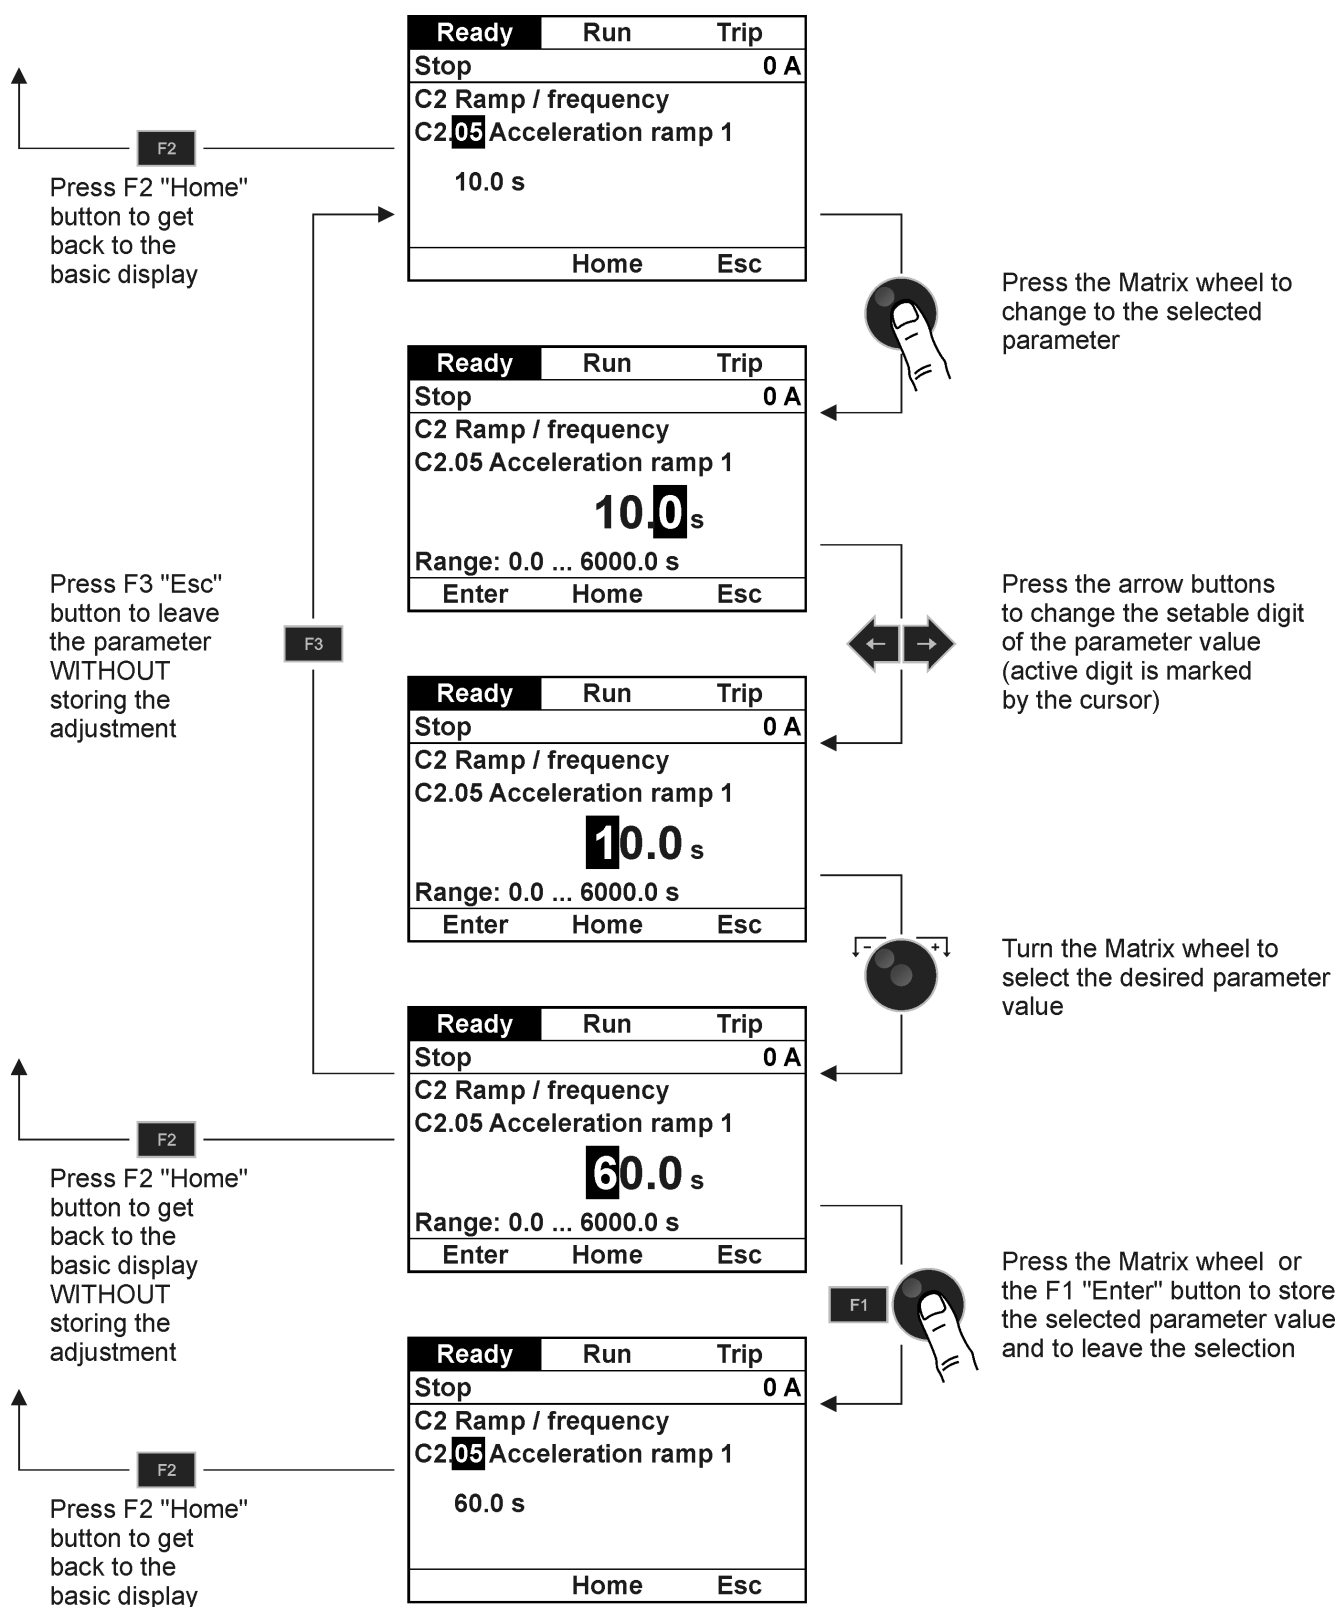 Ready Run Trip
Stop 0 A
C2 Ramp / frequency
C2.05 Acceleration ramp 1
10.0 s
Home Esc
F2
Press F2 "Home"
button to get
back to the
basic display
Press the Matrix wheel to
change to the selected
parameter
Ready Run Trip
Stop 0 A
C2 Ramp / frequency
C2.05 Acceleration ramp 1
10.0 s
Range: 0.0 ... 6000.0 s
Enter Home Esc
Press F3 "Esc"
button to leave
the parameter
WITHOUT
storing the
adjustment
F3
Press the arrow buttons
to change the setable digit
of the parameter value
(active digit is marked
by the cursor)
← →
Ready Run Trip
Stop 0 A
C2 Ramp / frequency
C2.05 Acceleration ramp 1
10.0 s
Range: 0.0 ... 6000.0 s
Enter Home Esc
- +
Turn the Matrix wheel to
select the desired parameter
value
Ready Run Trip
Stop 0 A
C2 Ramp / frequency
C2.05 Acceleration ramp 1
60.0 s
Range: 0.0 ... 6000.0 s
Enter Home Esc
F2
Press F2 "Home"
button to get
back to the
basic display
WITHOUT
storing the
adjustment
F1
Press the Matrix wheel or
the F1 "Enter" button to store
the selected parameter value
and to leave the selection
Ready Run Trip
Stop 0 A
C2 Ramp / frequency
C2.05 Acceleration ramp 1
60.0 s
Home Esc
F2
Press F2 "Home"
button to get
back to the
basic display